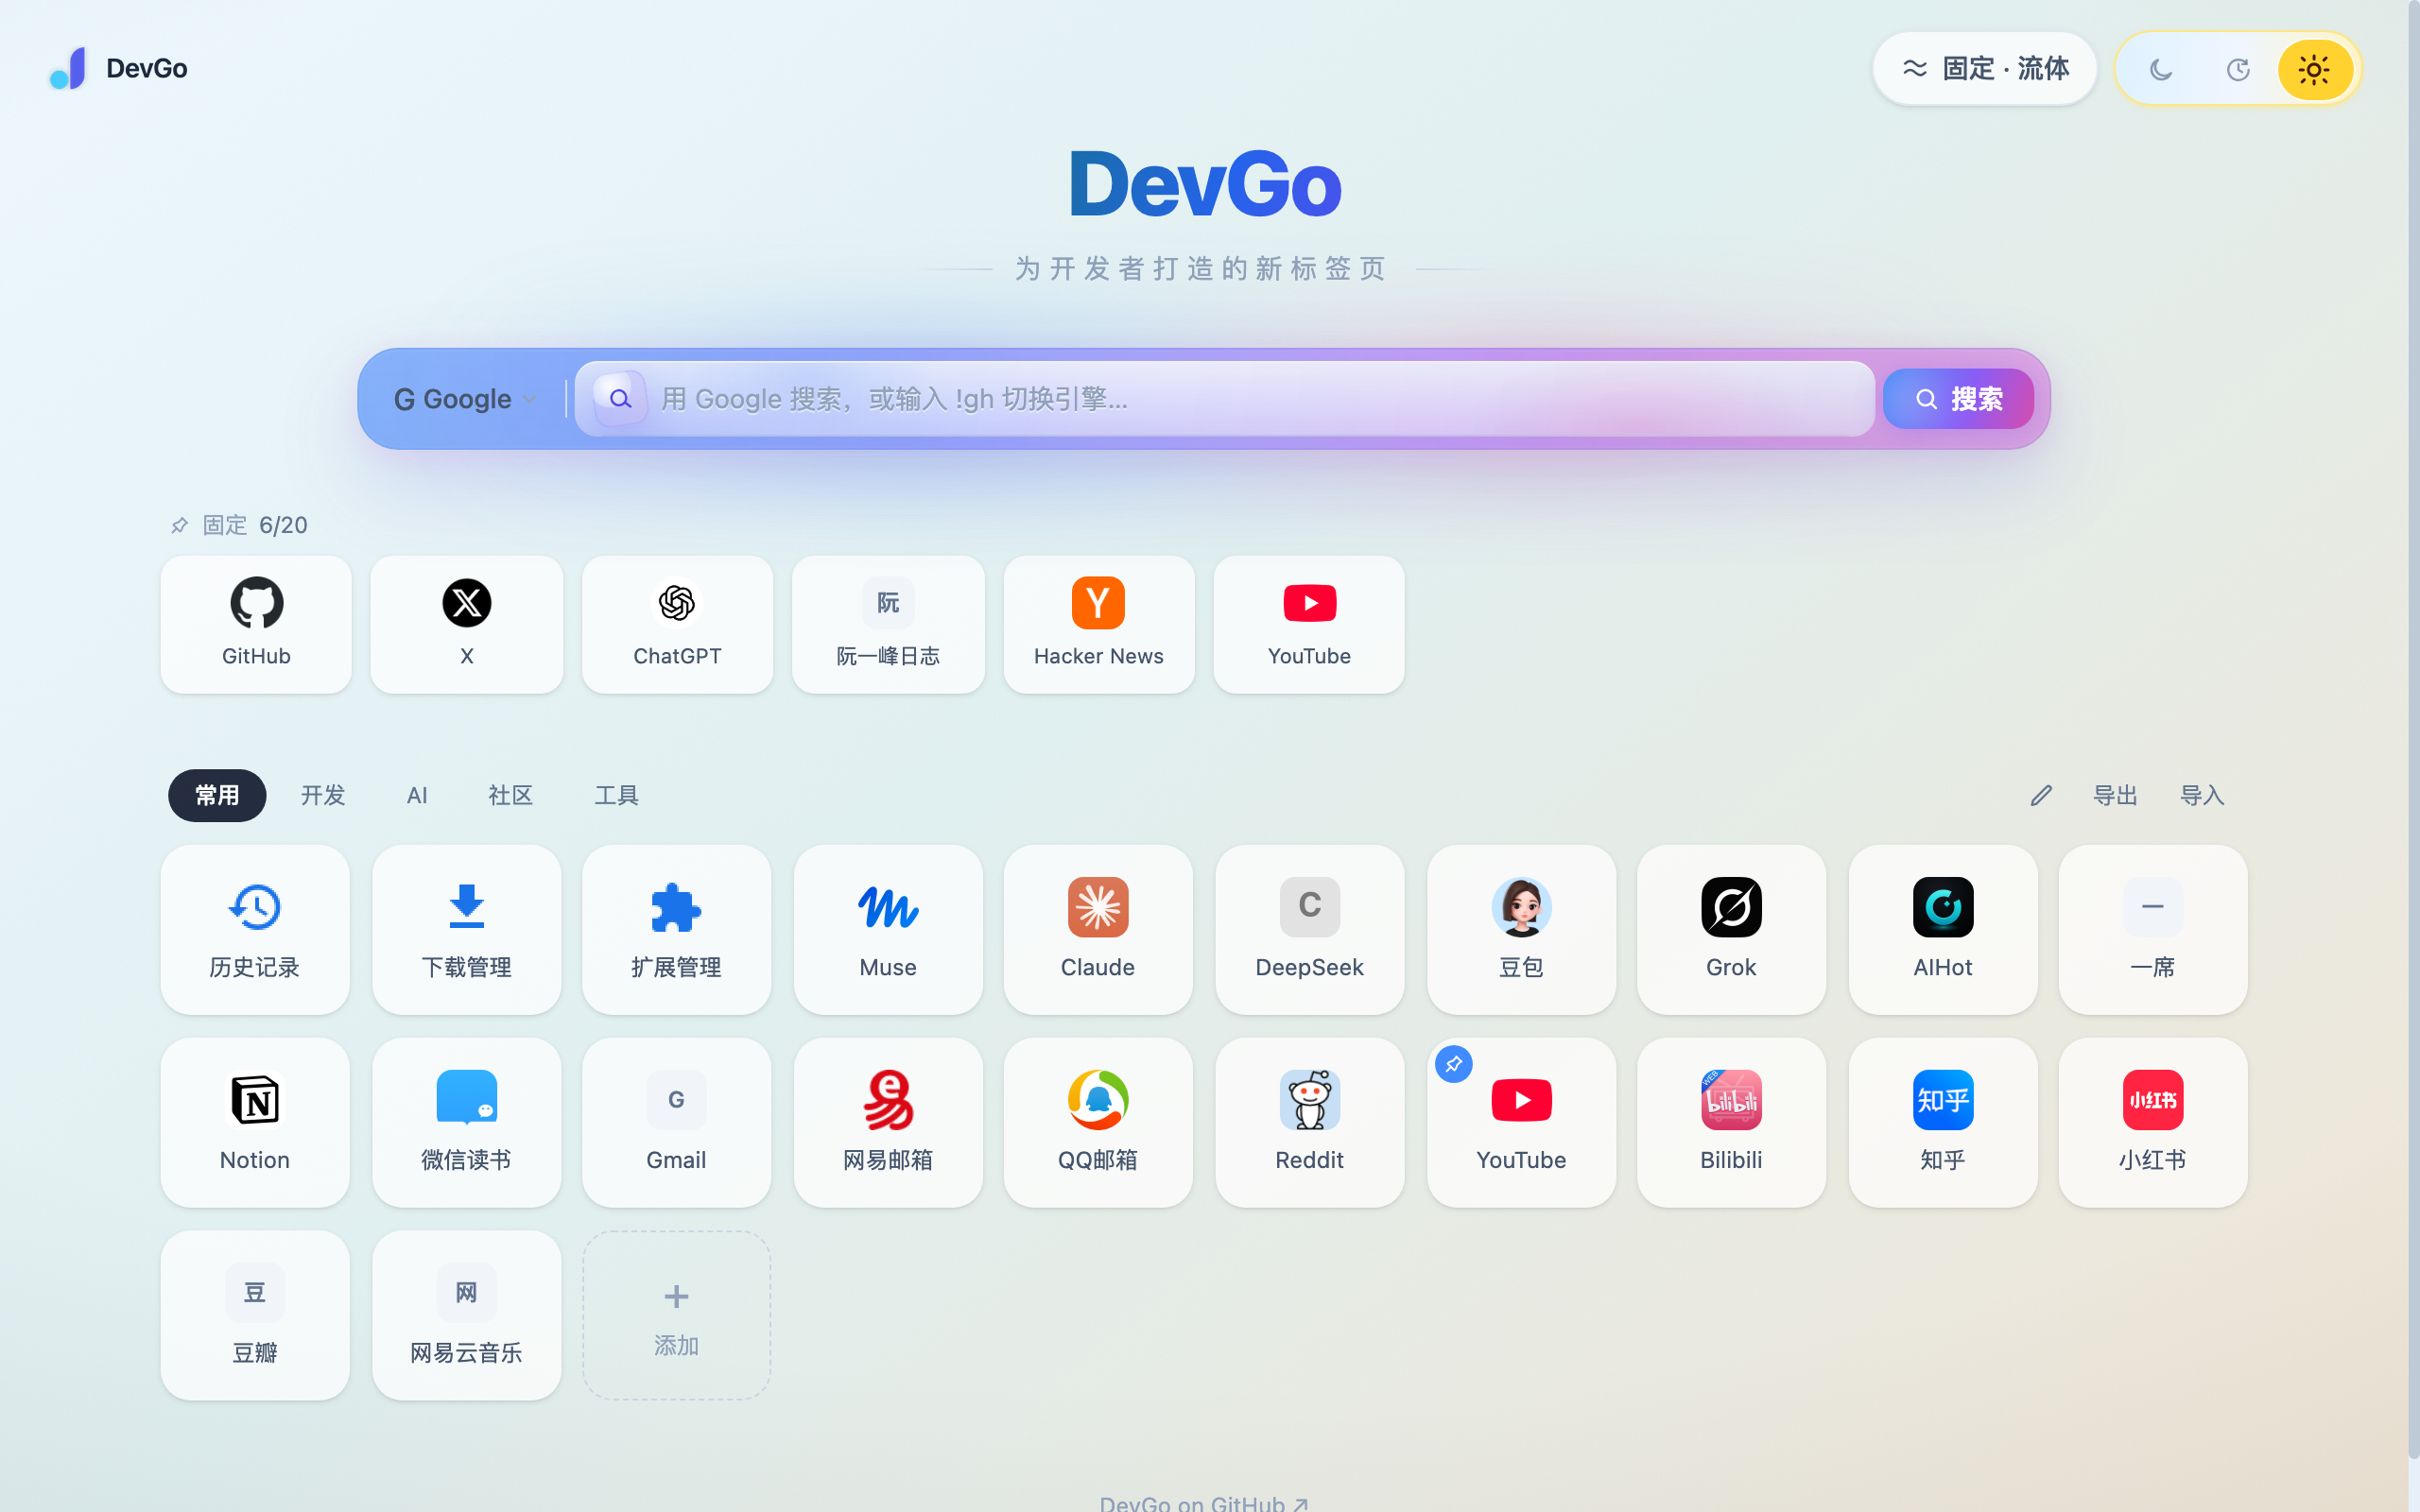 DevGo
固定 · 流体
DevGo
为开发者打造的新标签页
G Google
用 Google 搜索，或输入 !gh 切换引擎...
搜索
固定 6/20
阮
Y
GitHub
X
ChatGPT
阮一峰日志
Hacker News
YouTube
常用
开发
AI
社区
工具
导出
导入
C
一
历史记录
下载管理
扩展管理
Muse
Claude
DeepSeek
豆包
Grok
AIHot
一席
N
G
e易
WEB
bilibili
知乎
小红书
Notion
微信读书
Gmail
网易邮箱
QQ邮箱
Reddit
YouTube
Bilibili
知乎
小红书
豆
网
豆瓣
网易云音乐
添加
DevGo on GitHub ↗